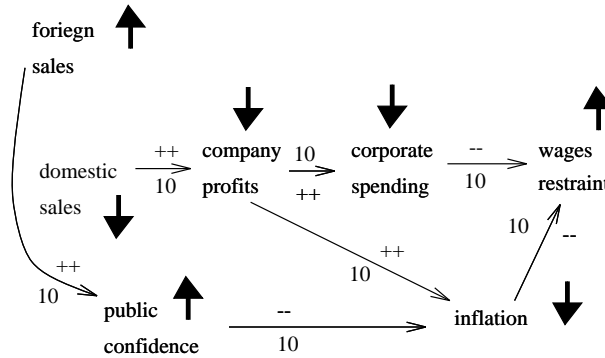 foriegn
sales
++
company
profits
10
++
corporate
spending
--
10
wages
restraint
domestic
sales
++
10
++
10
10
--
++
10
public
confidence
--
10
inflation